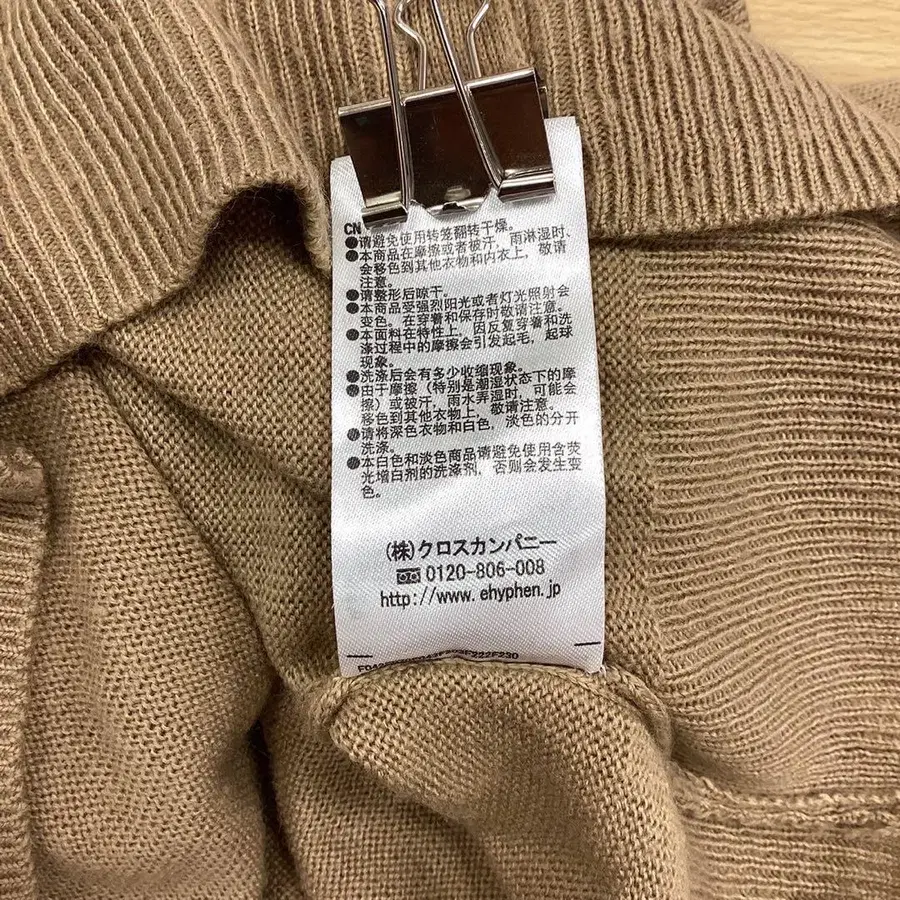 CN
●请避免使用转笼翻转干燥。
●本商品在摩擦或者被汗，雨淋湿时、
会移色到其他衣物和内衣上，敬请
注意。
●请整形后晾干。
●本商品受强烈阳光或者灯光照射会
变色。在穿着和保存时敬请注意。
●本面料在特性上，因反复穿着和洗
涤过程中的摩擦会引发起毛，起球
现象。
●洗涤后会有多少收缩现象。
●由于摩擦（特别是潮湿状态下的摩
擦）或被汗，雨水弄湿时，可能会
移色到其他衣物上，敬请注意。
●请将深色衣物和白色，淡色的分开
洗涤。
●本白色和淡色商品请避免使用含荧
光增白剂的洗涤剂，否则会发生变
色。
(株)クロスカンパニー
0120-806-008
http://www.ehyphen.jp